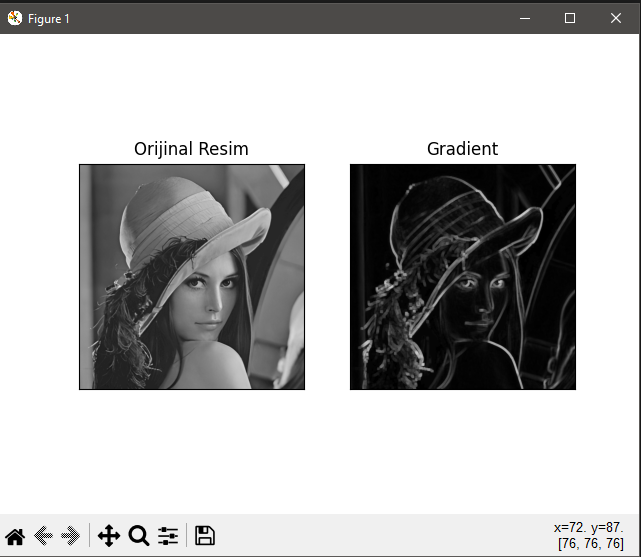 Figure 1
Orijinal Resim
Gradient
x=72. y=87.
[76, 76, 76]